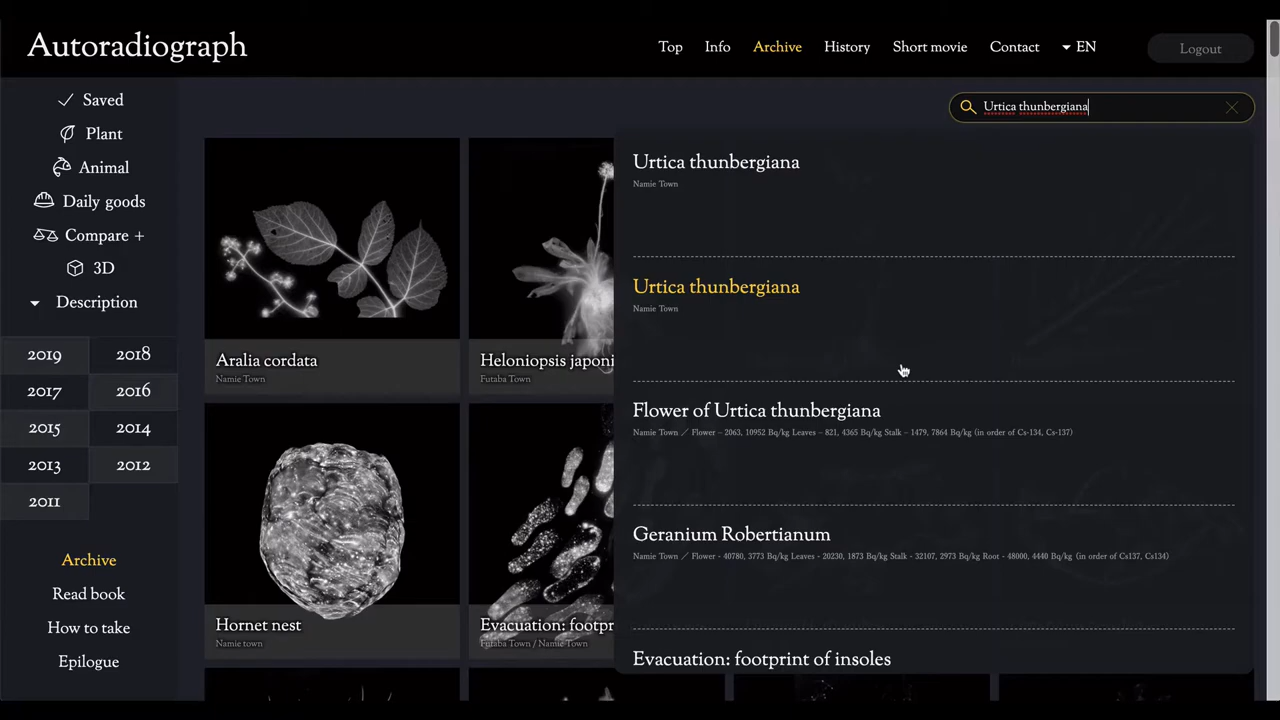 Autoradiograph
Top
Info
Archive
History
Short movie
Contact
EN
Logout
Saved
Plant
Animal
Daily goods
Compare +
3D
Description
2019
2018
2017
2016
2015
2014
2013
2012
2011
Archive
Read book
How to take
Epilogue
Urtica thunbergiana
Aralia cordata
Namie Town
Heloniopsis japoni
Futaba Town
Hornet nest
Namie town
Evacuation: footpr
Futaba Town / Namie Town
Urtica thunbergiana
Namie Town
Urtica thunbergiana
Namie Town
Flower of Urtica thunbergiana
Namie Town ／ Flower – 2063, 10952 Bq/kg Leaves – 821, 4365 Bq/kg Stalk – 1479, 7864 Bq/kg (in order of Cs-134, Cs-137)
Geranium Robertianum
Namie Town ／ Flower - 40780, 3773 Bq/kg Leaves - 20230, 1873 Bq/kg Stalk - 32107, 2973 Bq/kg Root - 48000, 4440 Bq/kg (in order of Cs137, Cs134)
Evacuation: footprint of insoles